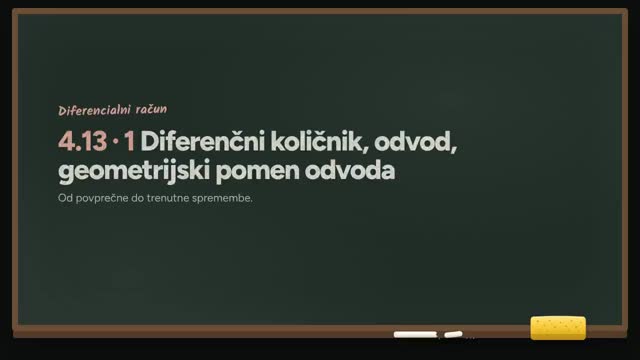 Diferencialni račun
4.13 · 1 Diferenčni količnik, odvod,
geometrijski pomen odvoda
Od povprečne do trenutne spremembe.